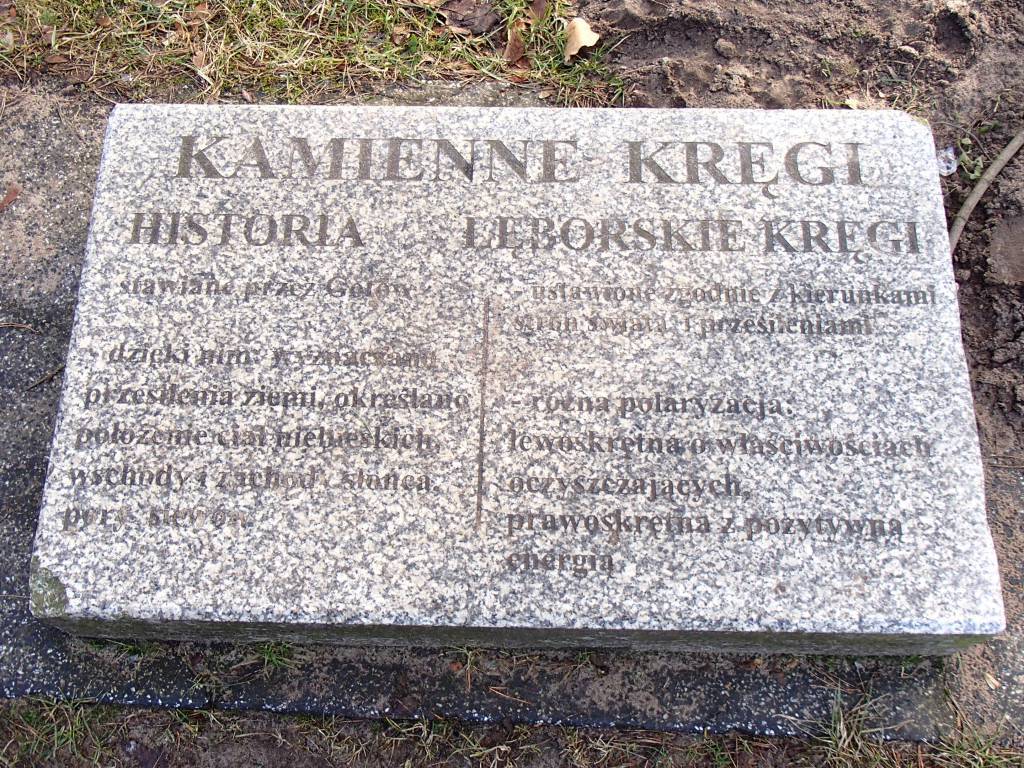 KAMIENNE KRĘGI
HISTORIA
- stawiane przez Gotów
- dzięki nim: wyznaczano
przesilenia ziemi, określano
położenie ciał niebieskich,
wschody i zachody słońca,
pory siewów
LĘBORSKIE KRĘGI
- ustawione zgodnie z kierunkami
stron świata i przesileniami
- różna polaryzacja:
lewoskrętna o właściwościach
oczyszczających,
prawoskrętna z pozytywną
energią